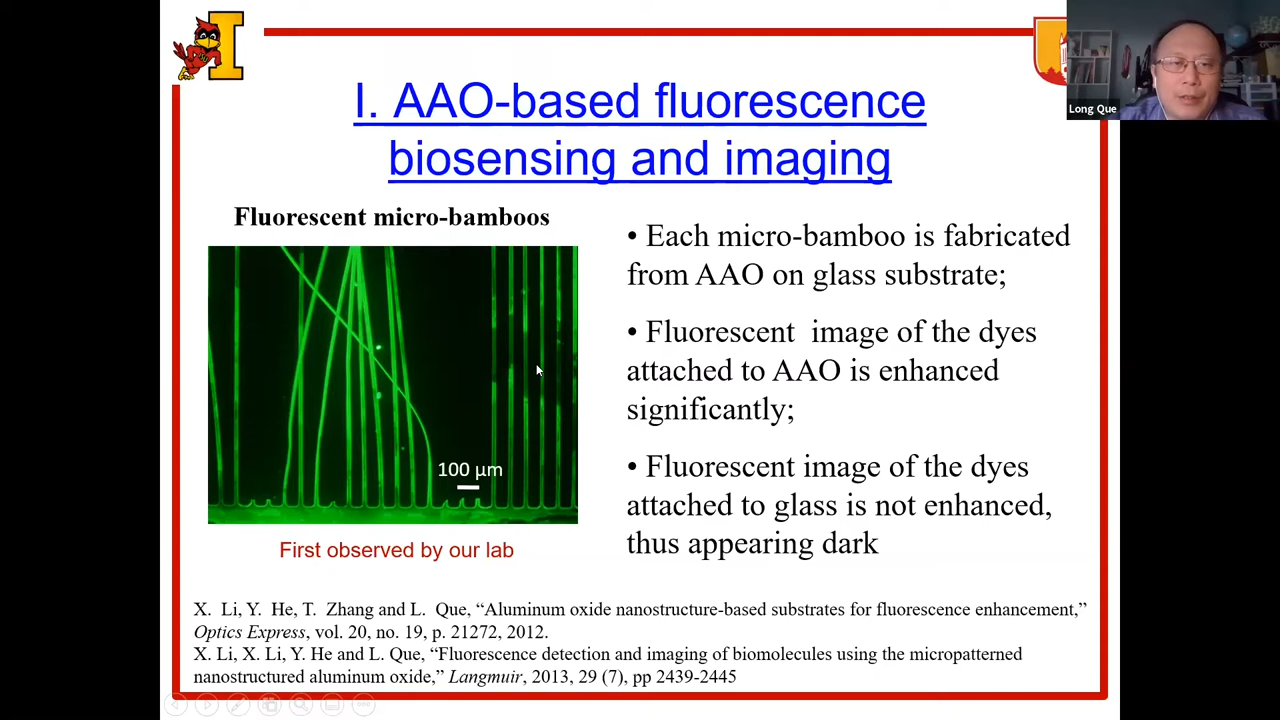 I
Long Que
I. AAO-based fluorescence
biosensing and imaging
Fluorescent micro-bamboos
100 µm
First observed by our lab
• Each micro-bamboo is fabricated
from AAO on glass substrate;
• Fluorescent image of the dyes
attached to AAO is enhanced
significantly;
• Fluorescent image of the dyes
attached to glass is not enhanced,
thus appearing dark
X. Li, Y. He, T. Zhang and L. Que, “Aluminum oxide nanostructure-based substrates for fluorescence enhancement,”
Optics Express, vol. 20, no. 19, p. 21272, 2012.
X. Li, X. Li, Y. He and L. Que, “Fluorescence detection and imaging of biomolecules using the micropatterned
nanostructured aluminum oxide,” Langmuir, 2013, 29 (7), pp 2439-2445